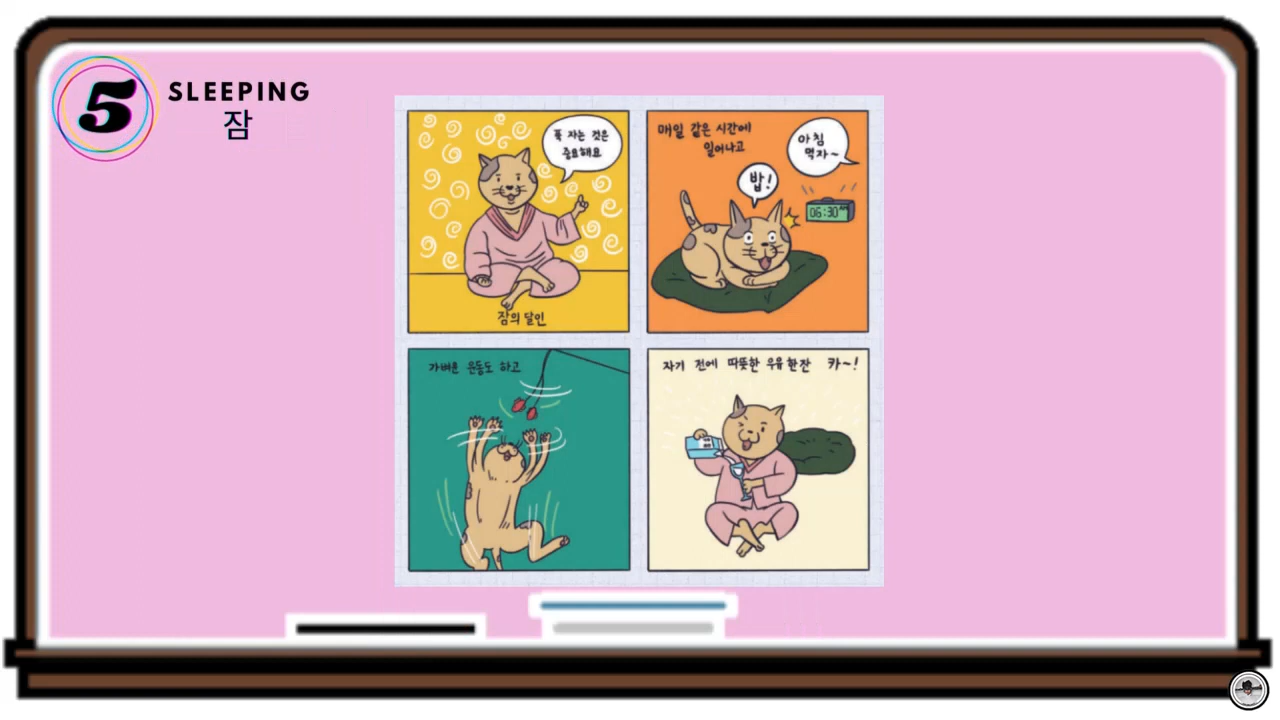 5
SLEEPING
잠
푹 자는 것은
중요해요
잠의 달인
매일 같은 시간에
일어나고
아침
먹자~
밥!
06:30 AM
가벼운 운동도 하고
자기 전에 따뜻한 우유 한잔 캬~!